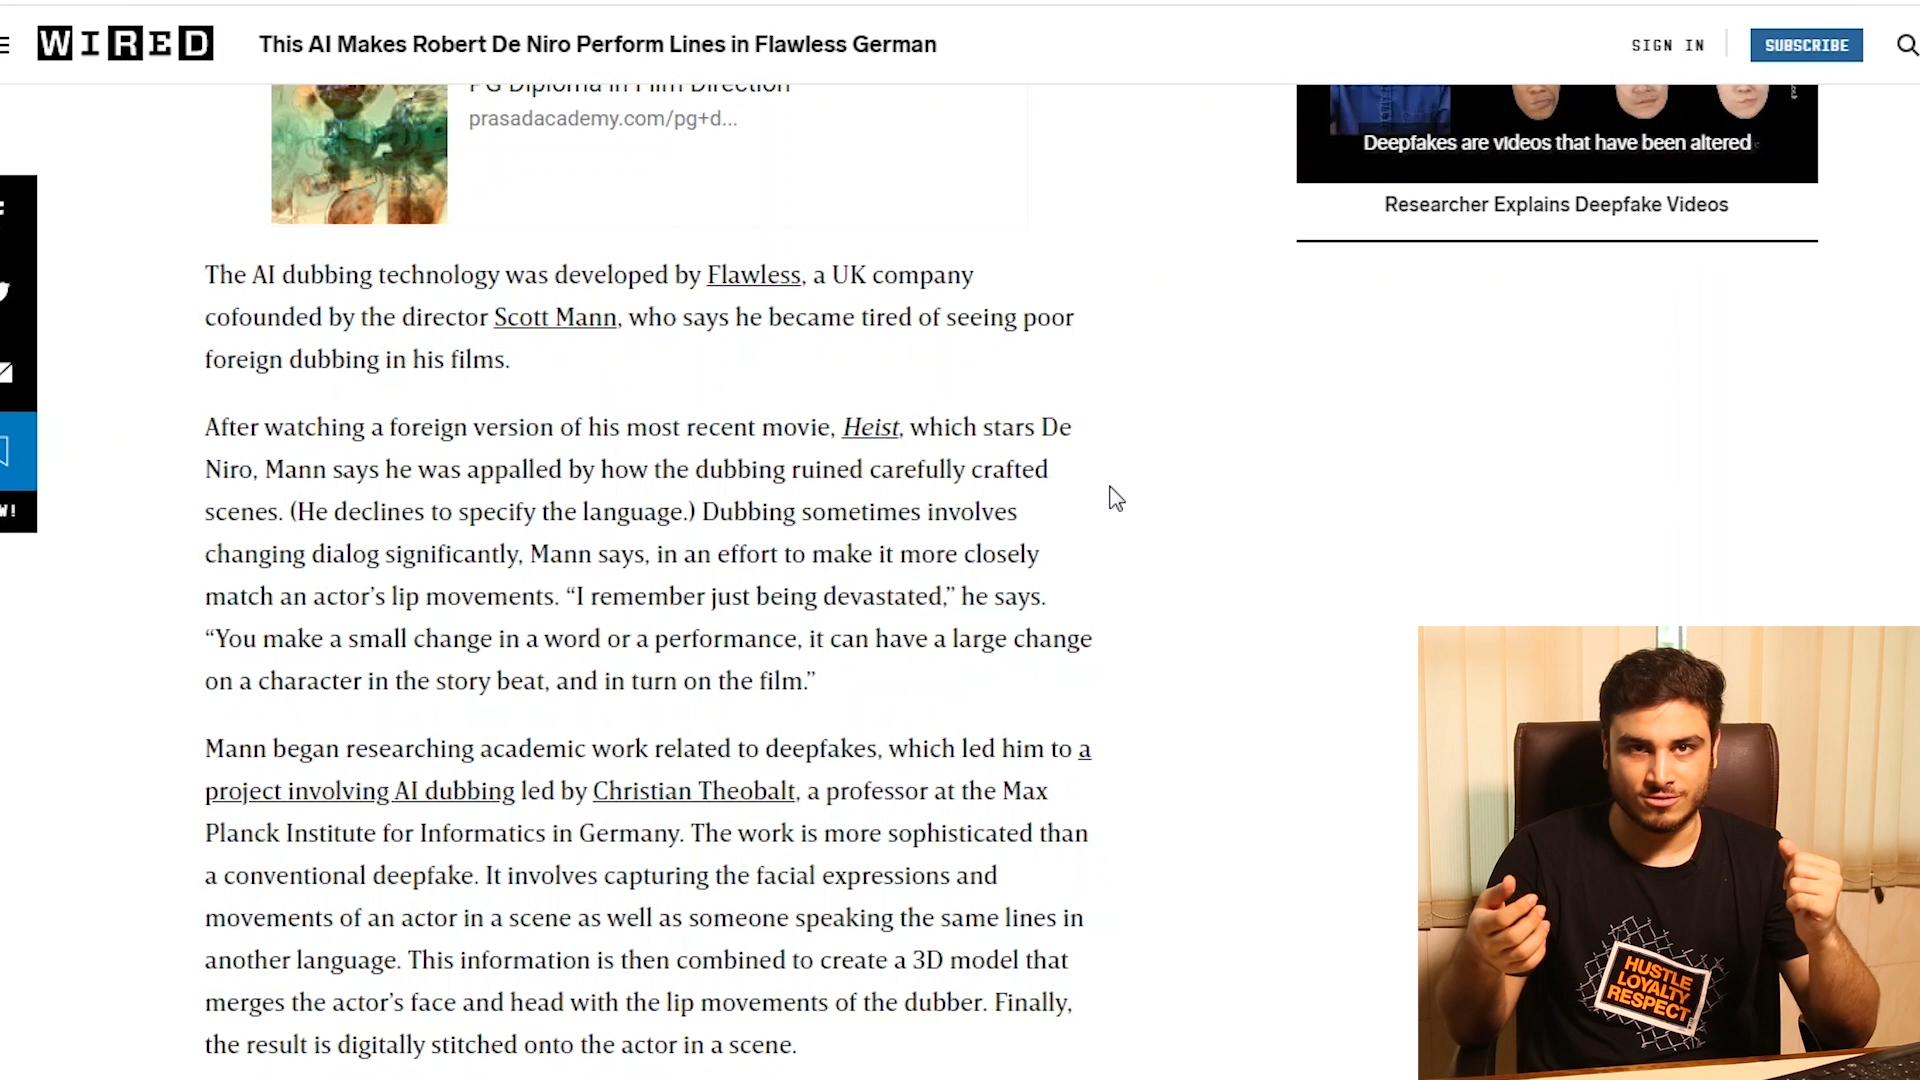 WIRED
This AI Makes Robert De Niro Perform Lines in Flawless German
SIGN IN
SUBSCRIBE
PG Diploma in Film Direction
prasadacademy.com/pg+d...
Deepfakes are videos that have been altered
Researcher Explains Deepfake Videos
The AI dubbing technology was developed by Flawless, a UK company
cofounded by the director Scott Mann, who says he became tired of seeing poor
foreign dubbing in his films.
After watching a foreign version of his most recent movie, Heist, which stars De
Niro, Mann says he was appalled by how the dubbing ruined carefully crafted
scenes. (He declines to specify the language.) Dubbing sometimes involves
changing dialog significantly, Mann says, in an effort to make it more closely
match an actor’s lip movements. “I remember just being devastated,” he says.
“You make a small change in a word or a performance, it can have a large change
on a character in the story beat, and in turn on the film.”
Mann began researching academic work related to deepfakes, which led him to a
project involving AI dubbing led by Christian Theobalt, a professor at the Max
Planck Institute for Informatics in Germany. The work is more sophisticated than
a conventional deepfake. It involves capturing the facial expressions and
movements of an actor in a scene as well as someone speaking the same lines in
another language. This information is then combined to create a 3D model that
merges the actor’s face and head with the lip movements of the dubber. Finally,
the result is digitally stitched onto the actor in a scene.
HUSTLE
LOYALTY
RESPECT